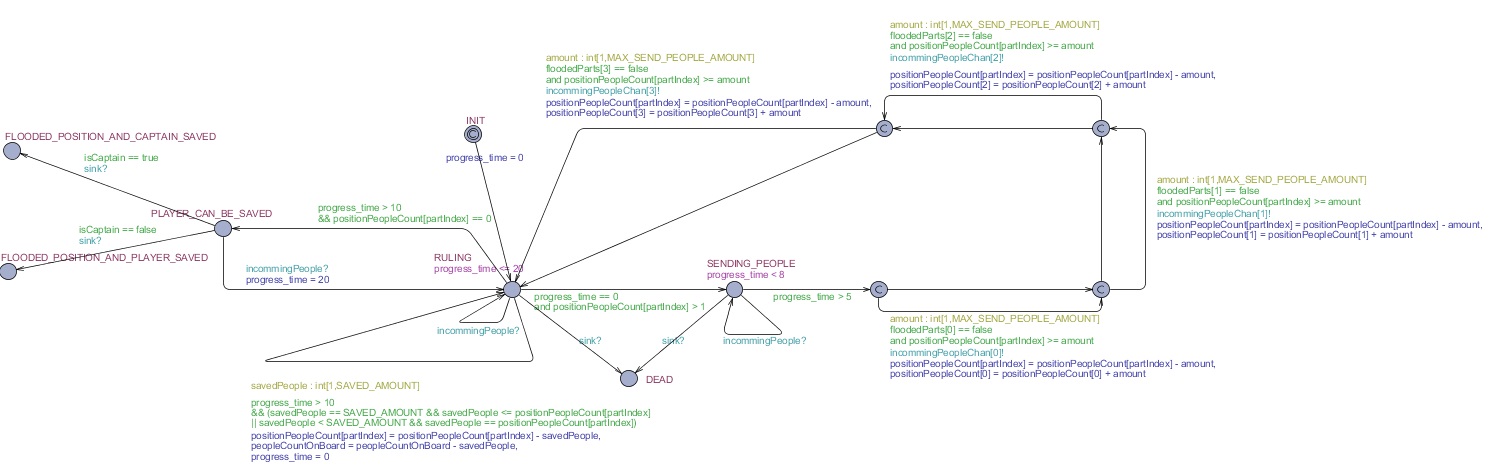 amount : int[1,MAX_SEND_PEOPLE_AMOUNT]
floodedParts[2] == false
and positionPeopleCount[partIndex] >= amount
incommingPeopleChan[2]!
positionPeopleCount[partIndex] = positionPeopleCount[partIndex] - amount,
positionPeopleCount[2] = positionPeopleCount[2] + amount
amount : int[1,MAX_SEND_PEOPLE_AMOUNT]
floodedParts[3] == false
and positionPeopleCount[partIndex] >= amount
incommingPeopleChan[3]!
positionPeopleCount[partIndex] = positionPeopleCount[partIndex] - amount,
positionPeopleCount[3] = positionPeopleCount[3] + amount
INIT
progress_time = 0
FLOODED_POSITION_AND_CAPTAIN_SAVED
isCaptain == true
sink?
C
C
C
amount : int[1,MAX_SEND_PEOPLE_AMOUNT]
floodedParts[1] == false
and positionPeopleCount[partIndex] >= amount
incommingPeopleChan[1]!
positionPeopleCount[partIndex] = positionPeopleCount[partIndex] - amount,
positionPeopleCount[1] = positionPeopleCount[1] + amount
PLAYER_CAN_BE_SAVED
progress_time > 10
&& positionPeopleCount[partIndex] == 0
isCaptain == false
sink?
FLOODED_POSITION_AND_PLAYER_SAVED
incommingPeople?
progress_time = 20
RULING
progress_time <= 20
SENDING_PEOPLE
progress_time < 8
progress_time == 0
and positionPeopleCount[partIndex] > 1
progress_time > 5
C
C
incommingPeople?
sink?
sink?
incommingPeople?
DEAD
amount : int[1,MAX_SEND_PEOPLE_AMOUNT]
floodedParts[0] == false
and positionPeopleCount[partIndex] >= amount
incommingPeopleChan[0]!
positionPeopleCount[partIndex] = positionPeopleCount[partIndex] - amount,
positionPeopleCount[0] = positionPeopleCount[0] + amount
savedPeople : int[1,SAVED_AMOUNT]
progress_time > 10
&& (savedPeople == SAVED_AMOUNT && savedPeople <= positionPeopleCount[partIndex]
|| savedPeople < SAVED_AMOUNT && savedPeople == positionPeopleCount[partIndex])
positionPeopleCount[partIndex] = positionPeopleCount[partIndex] - savedPeople,
peopleCountOnBoard = peopleCountOnBoard - savedPeople,
progress_time = 0